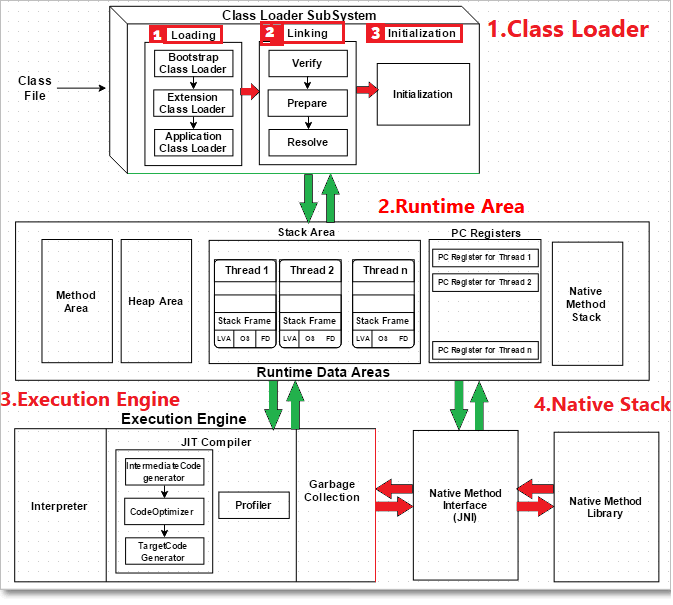 Class Loader SubSystem
1 Loading
2 Linking
3 Initialization
1.Class Loader
Bootstrap
Class Loader
Extension
Class Loader
Application
Class Loader
Verify
Prepare
Resolve
Initialization
Class
File
2.Runtime Area
Stack Area
PC Registers
Method
Area
Heap Area
Thread 1
Stack Frame
LVA OS FD
Thread 2
Stack Frame
LVA OS FD
Thread n
Stack Frame
LVA OS FD
PC Register for Thread 1
PC Register for Thread 2
PC Register for Thread n
Native
Method
Stack
Runtime Data Areas
3.Execution Engine
4.Native Stack
Execution Engine
JIT Compiler
Interpreter
IntermediateCode
generator
CodeOptimizer
TargetCode
Generator
Profiler
Garbage
Collection
Native Method
Interface
(JNI)
Native Method
Library